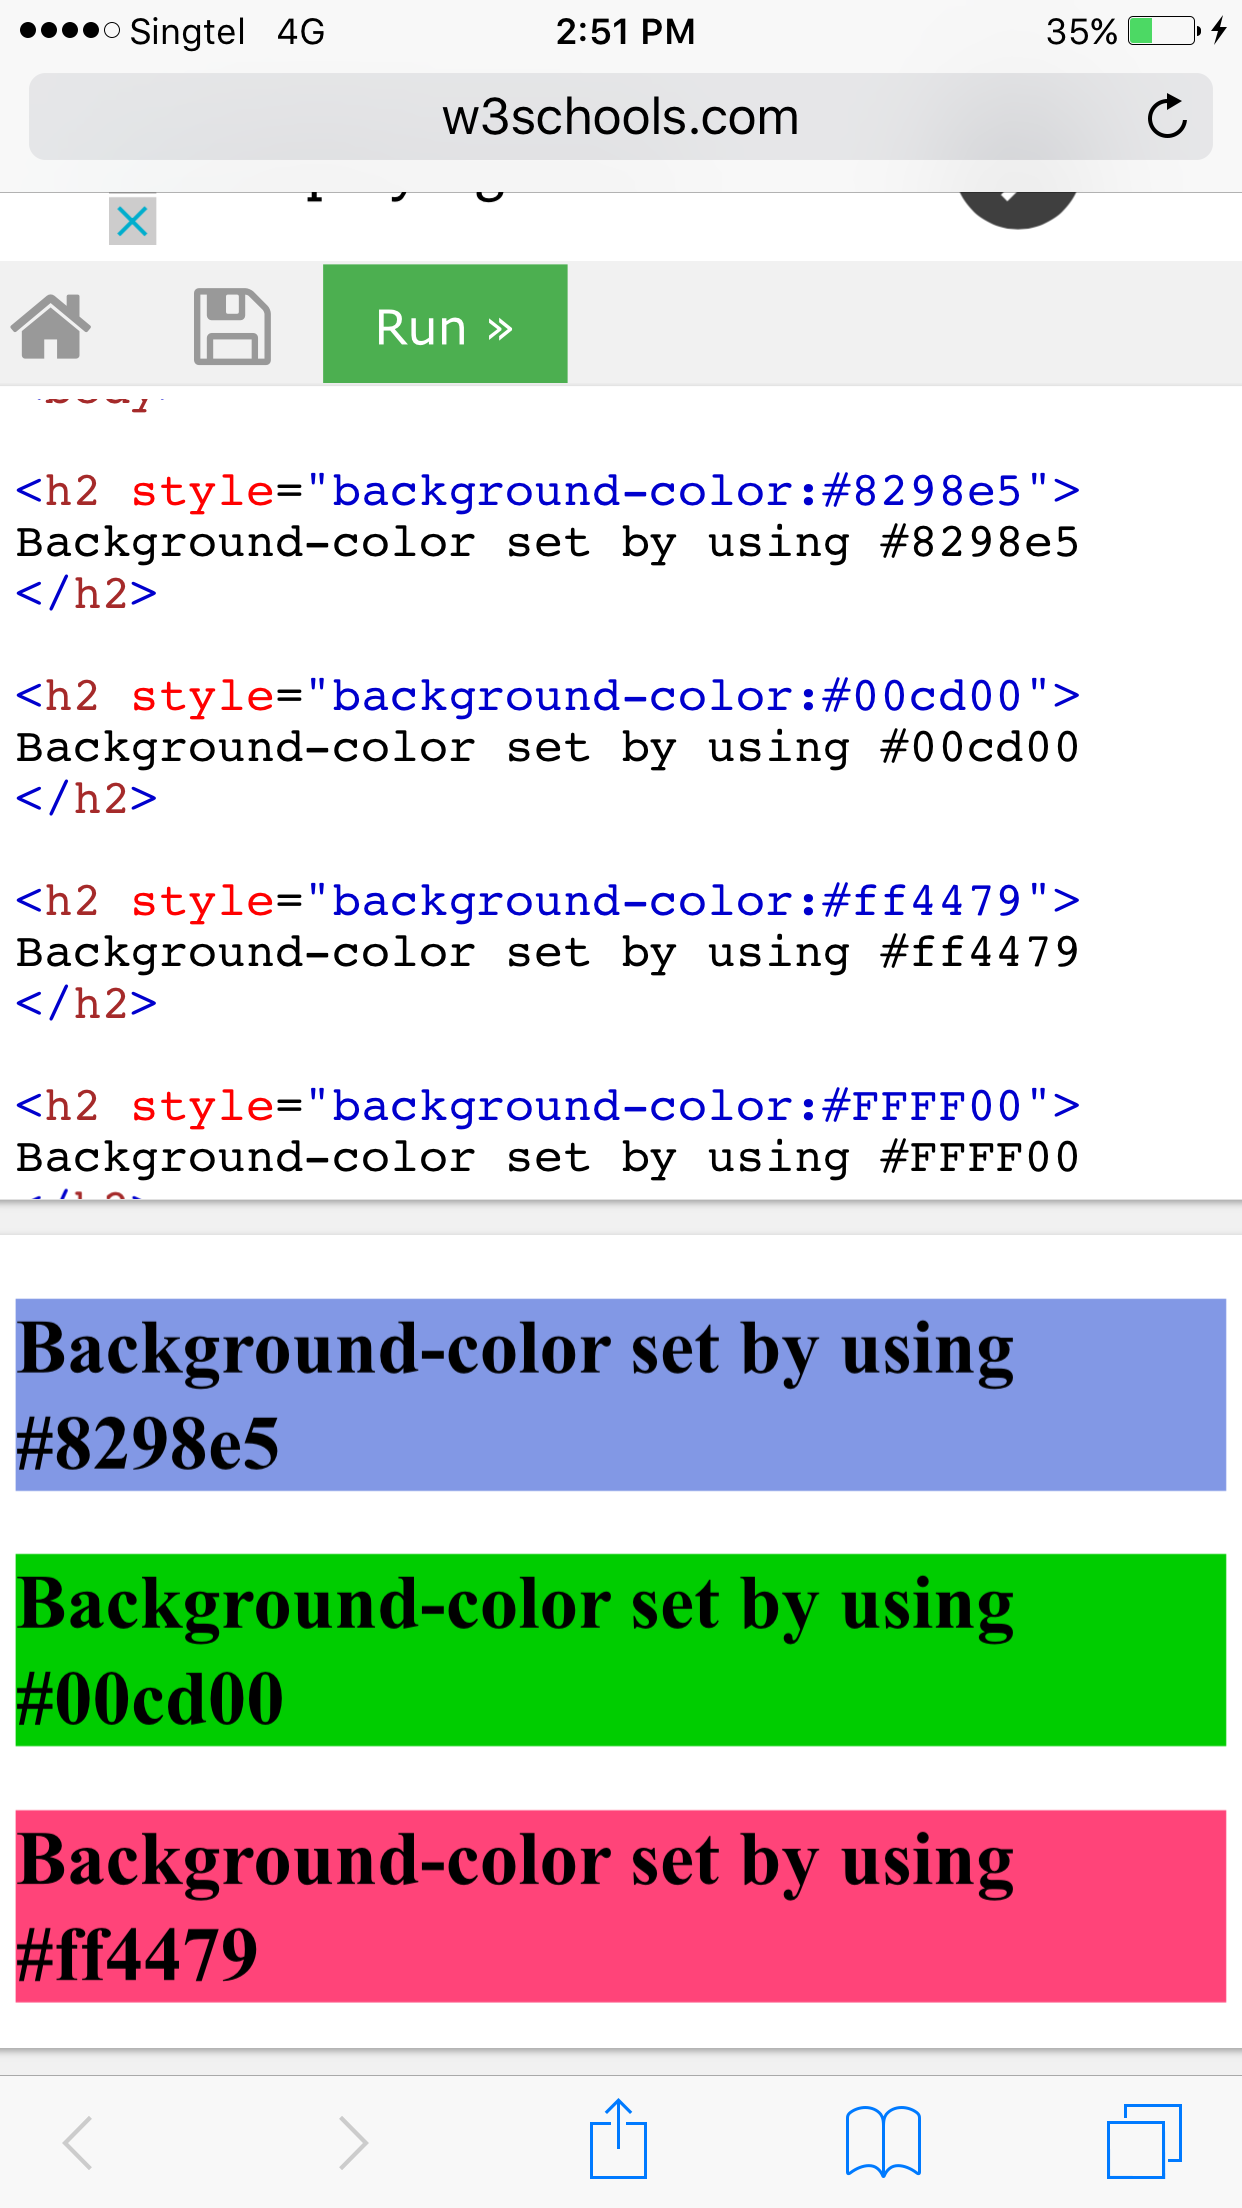 Singtel 4G 2:51 PM 35%
w3schools.com
Run »
<body>
<h2 style="background-color:#8298e5">
Background-color set by using #8298e5
</h2>
<h2 style="background-color:#00cd00">
Background-color set by using #00cd00
</h2>
<h2 style="background-color:#ff4479">
Background-color set by using #ff4479
</h2>
<h2 style="background-color:#FFFF00">
Background-color set by using #FFFF00
</h2>
Background-color set by using
#8298e5
Background-color set by using
#00cd00
Background-color set by using
#ff4479